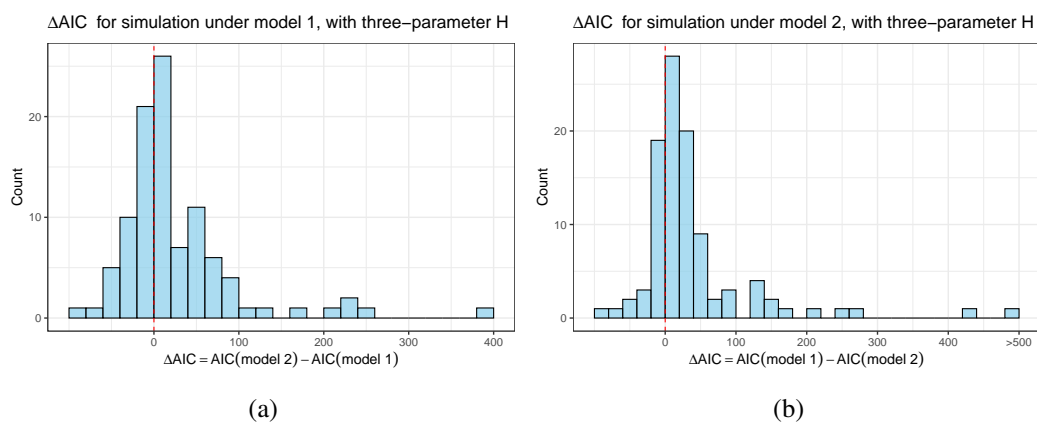 ΔAIC for simulation under model 1, with three−parameter H
Count
20
10
0
0
100
200
300
400
ΔAIC = AIC(model 2) − AIC(model 1)
(a)
ΔAIC for simulation under model 2, with three−parameter H
Count
20
10
0
0
100
200
300
400
>500
ΔAIC = AIC(model 1) − AIC(model 2)
(b)